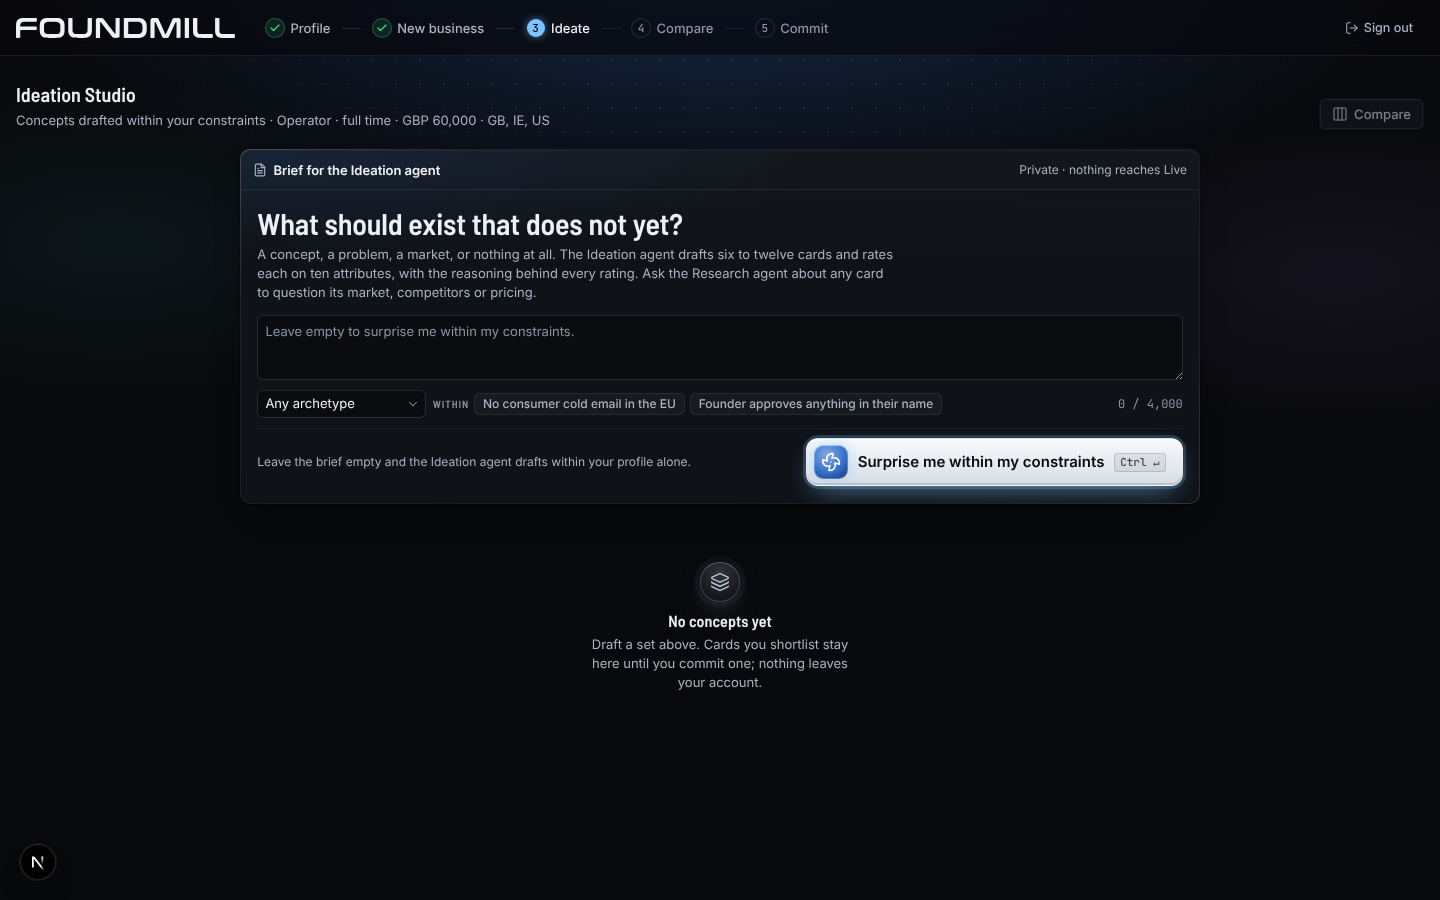 FOUNDMILL
Profile
New business
3 Ideate
4 Compare
5 Commit
Sign out
Ideation Studio
Concepts drafted within your constraints · Operator · full time · GBP 60,000 · GB, IE, US
Compare
Brief for the Ideation agent
Private · nothing reaches Live
What should exist that does not yet?
A concept, a problem, a market, or nothing at all. The Ideation agent drafts six to twelve cards and rates
each on ten attributes, with the reasoning behind every rating. Ask the Research agent about any card
to question its market, competitors or pricing.
Leave empty to surprise me within my constraints.
Any archetype
WITHIN
No consumer cold email in the EU
Founder approves anything in their name
0 / 4,000
Leave the brief empty and the Ideation agent drafts within your profile alone.
Surprise me within my constraints
Ctrl ↵
No concepts yet
Draft a set above. Cards you shortlist stay
here until you commit one; nothing leaves
your account.
N